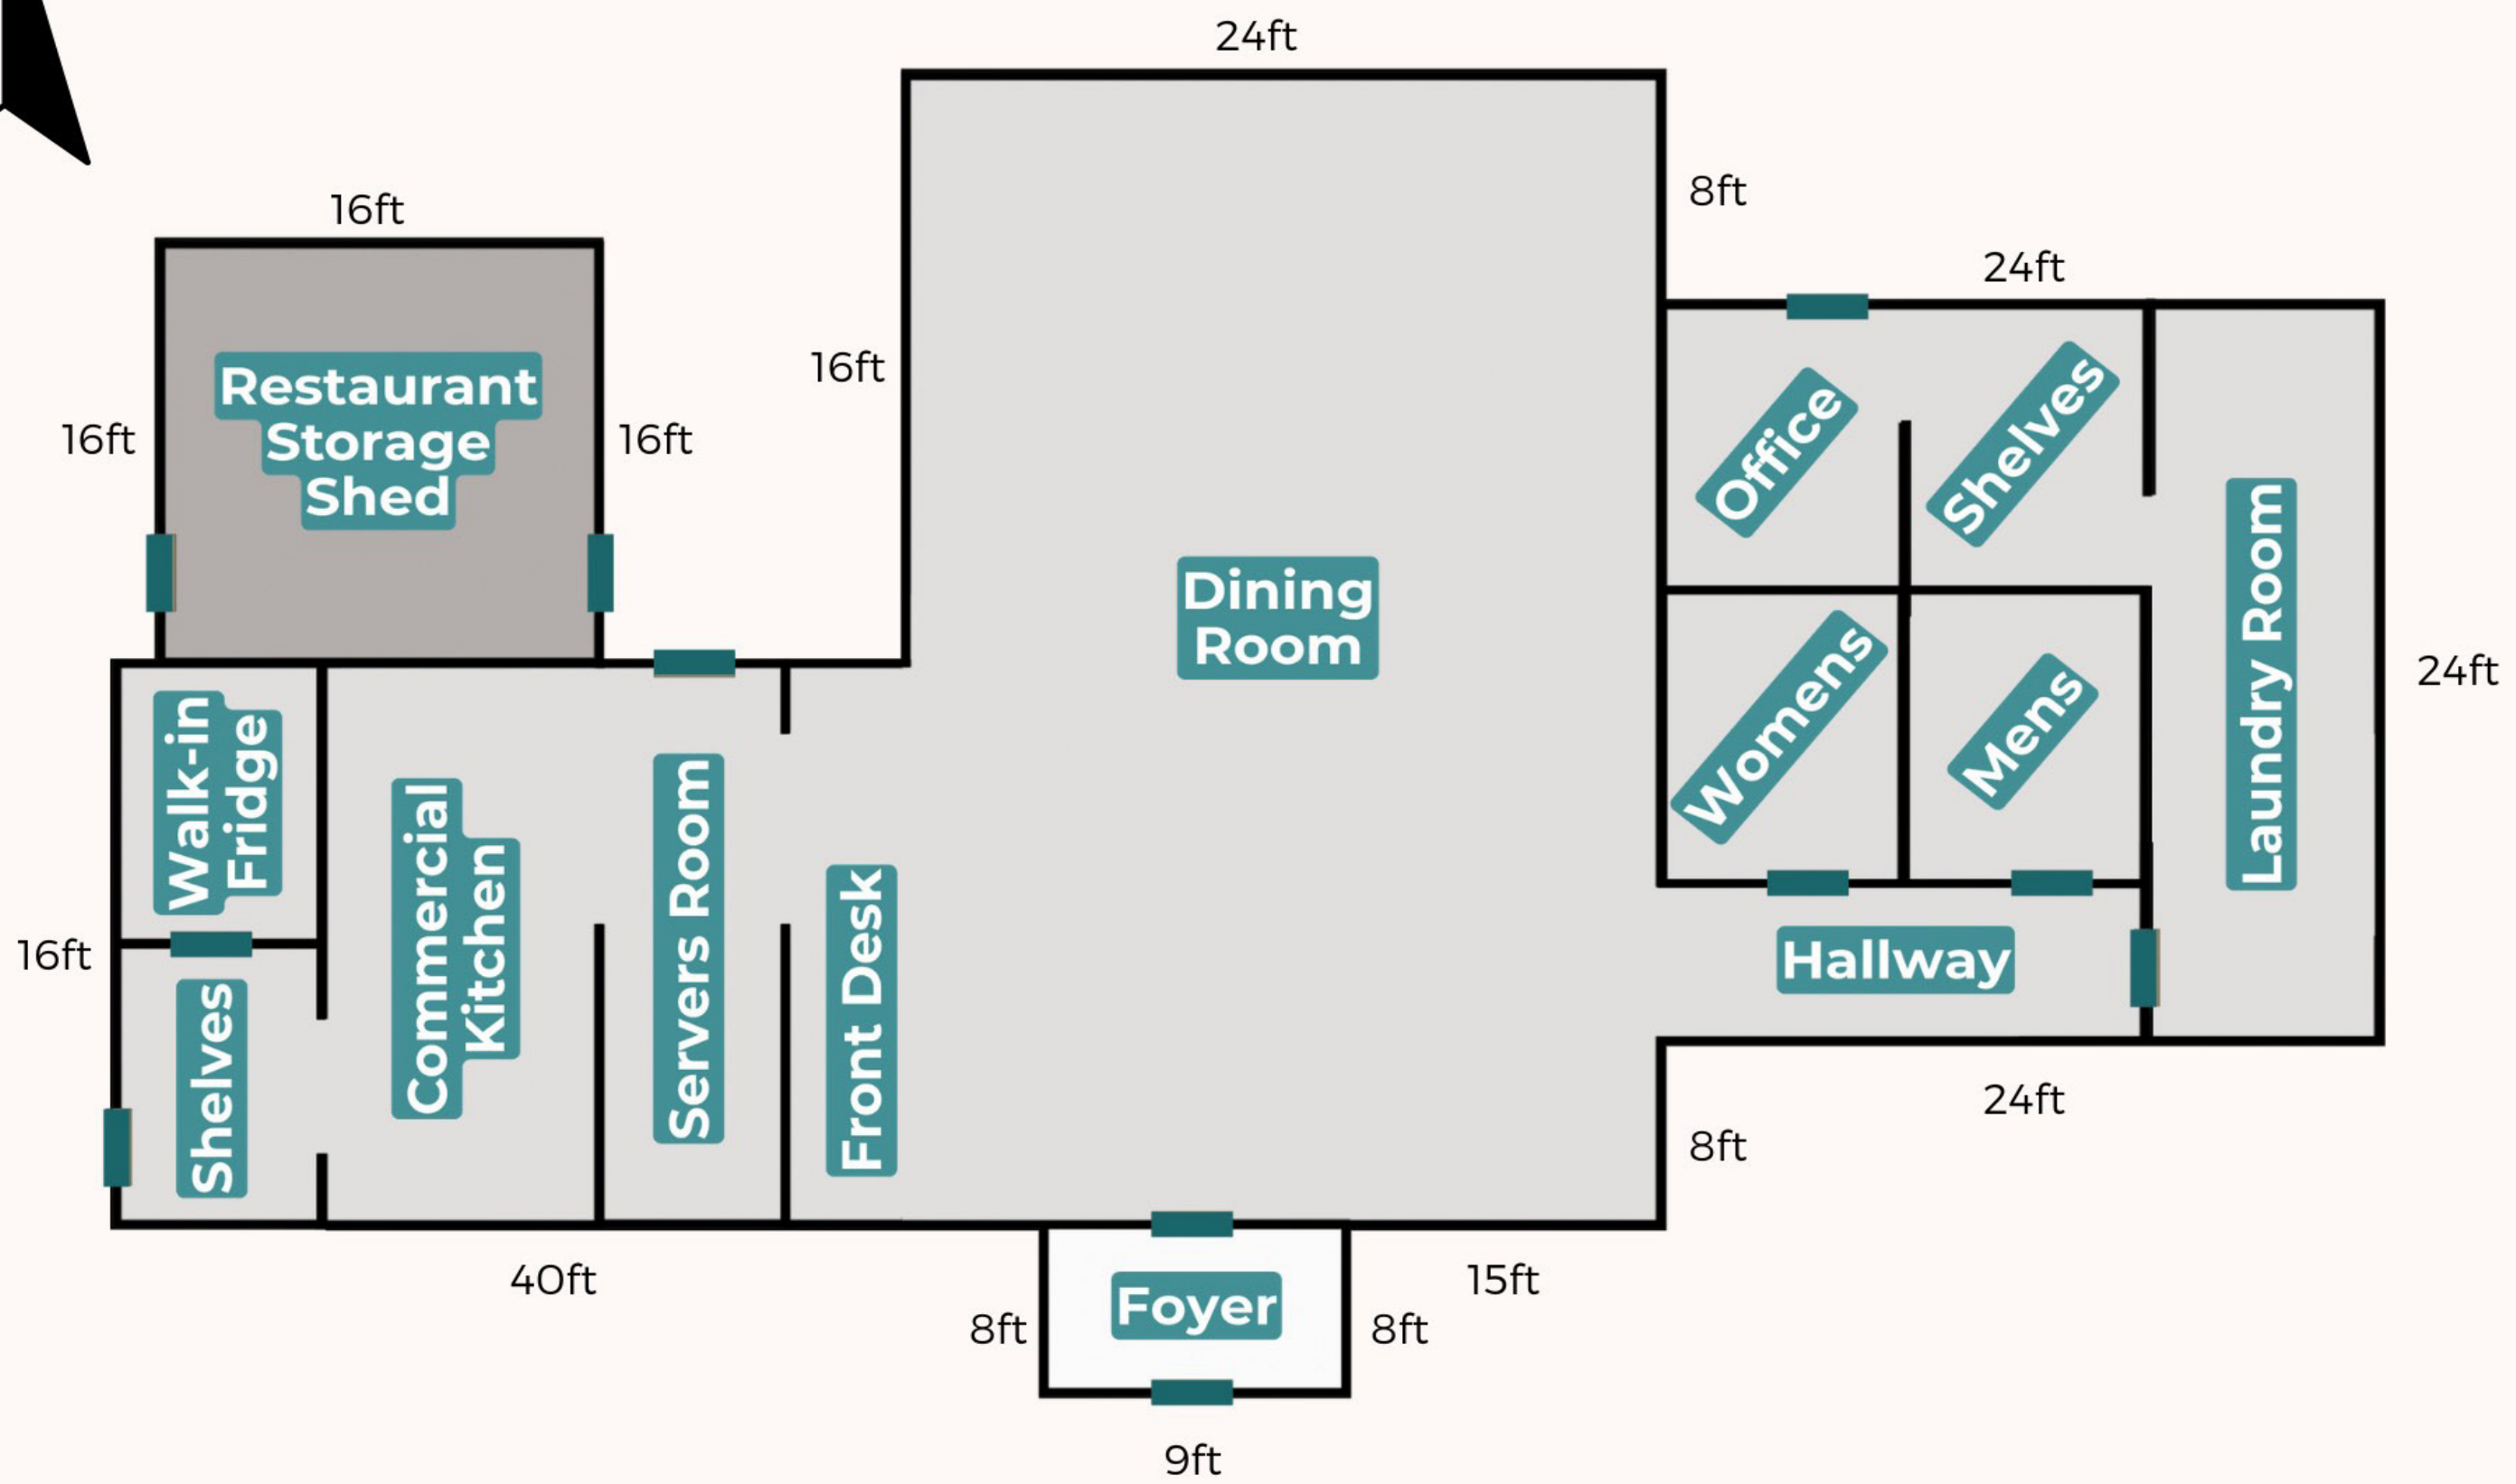 24ft
8ft
16ft
24ft
16ft
Restaurant
Storage
Shed
16ft
16ft
Office
Shelves
Dining
Room
Laundry Room
24ft
Walk-in
Fridge
Commercial
Kitchen
Servers Room
Front Desk
Womens
Mens
16ft
Shelves
Hallway
24ft
8ft
40ft
15ft
8ft
Foyer
8ft
9ft